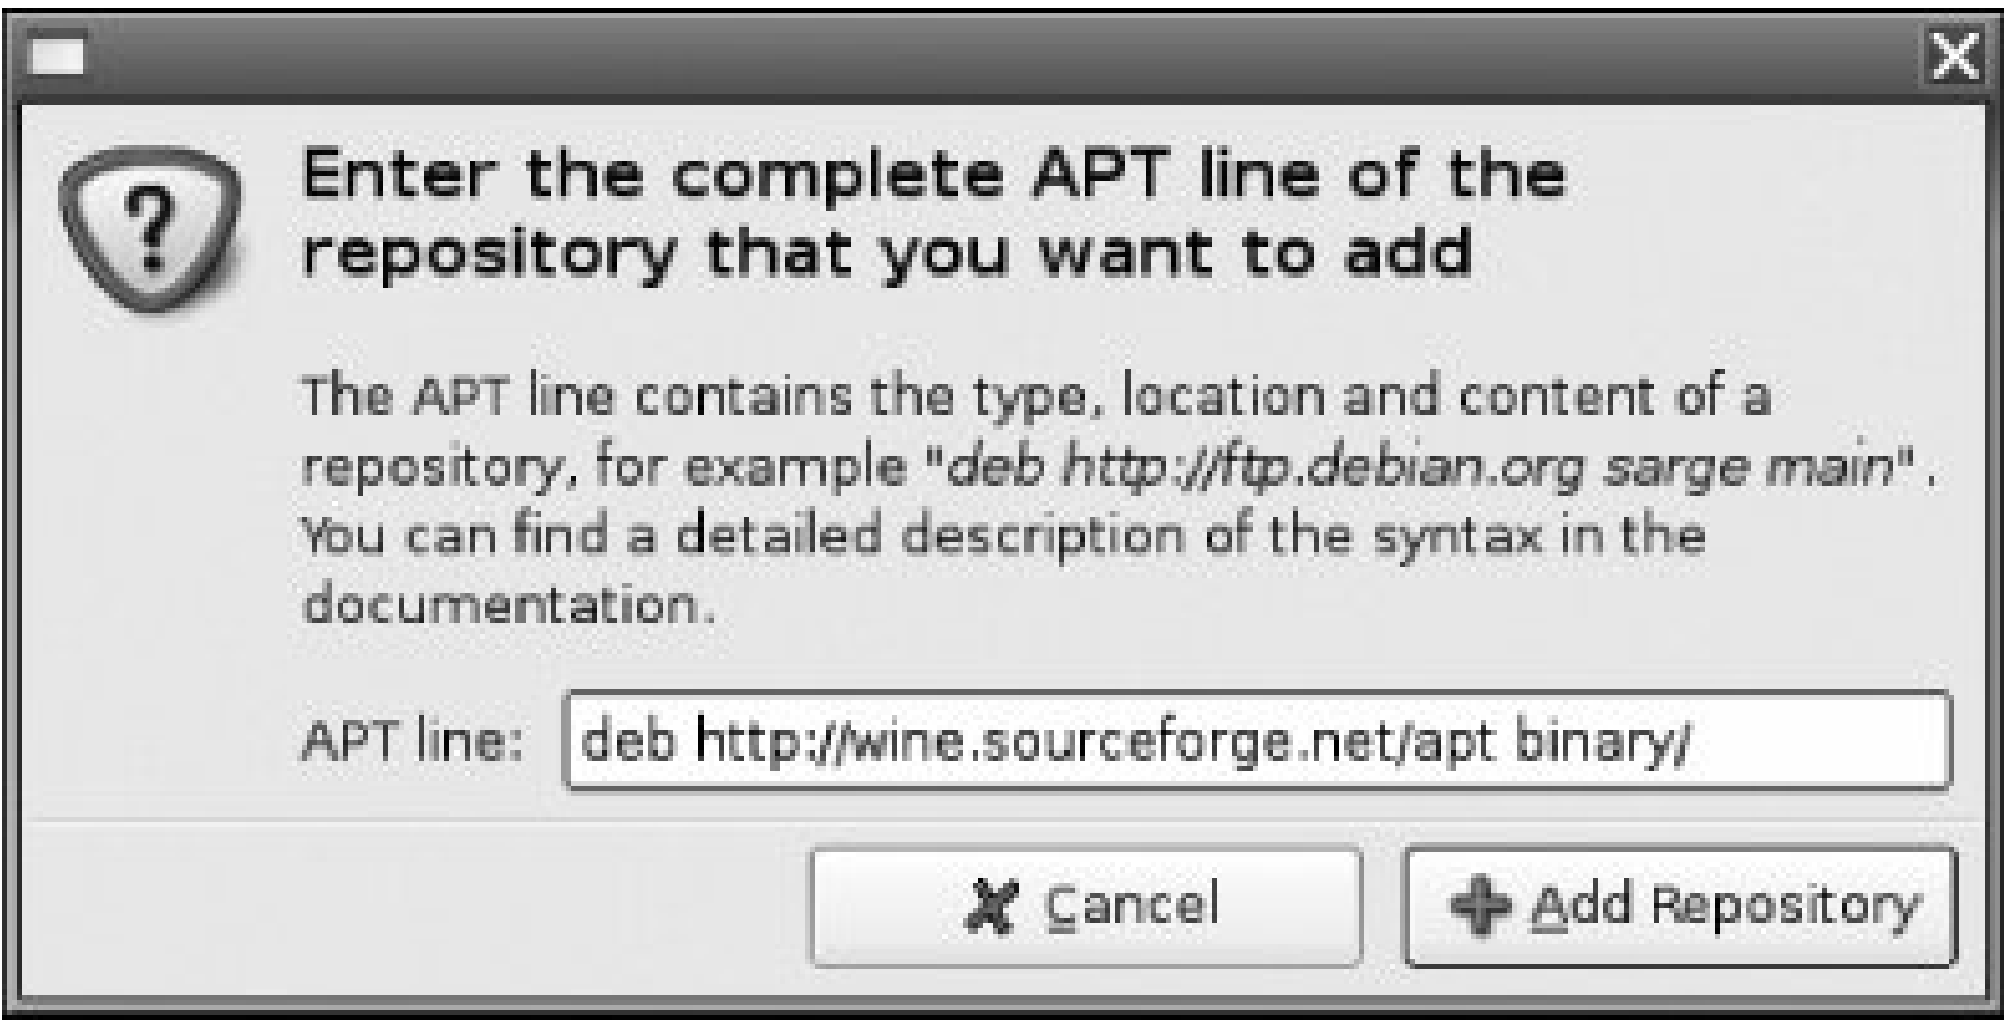 Enter the complete APT line of the
repository that you want to add
The APT line contains the type, location and content of a
repository, for example "deb http://ftp.debian.org sarge main" .
You can find a detailed description of the syntax in the
documentation.
APT line: deb http://wine.sourceforge.net/apt binary/
Cancel Add Repository